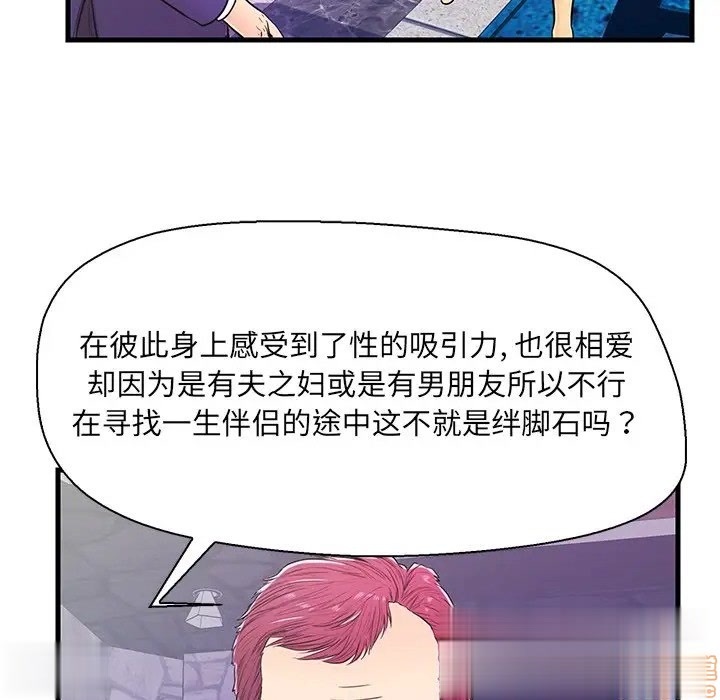 在彼此身上感受到了性的吸引力, 也很相爱
却因为是有夫之妇或是有男朋友所以不行
在寻找一生伴侣的途中这不就是绊脚石吗？